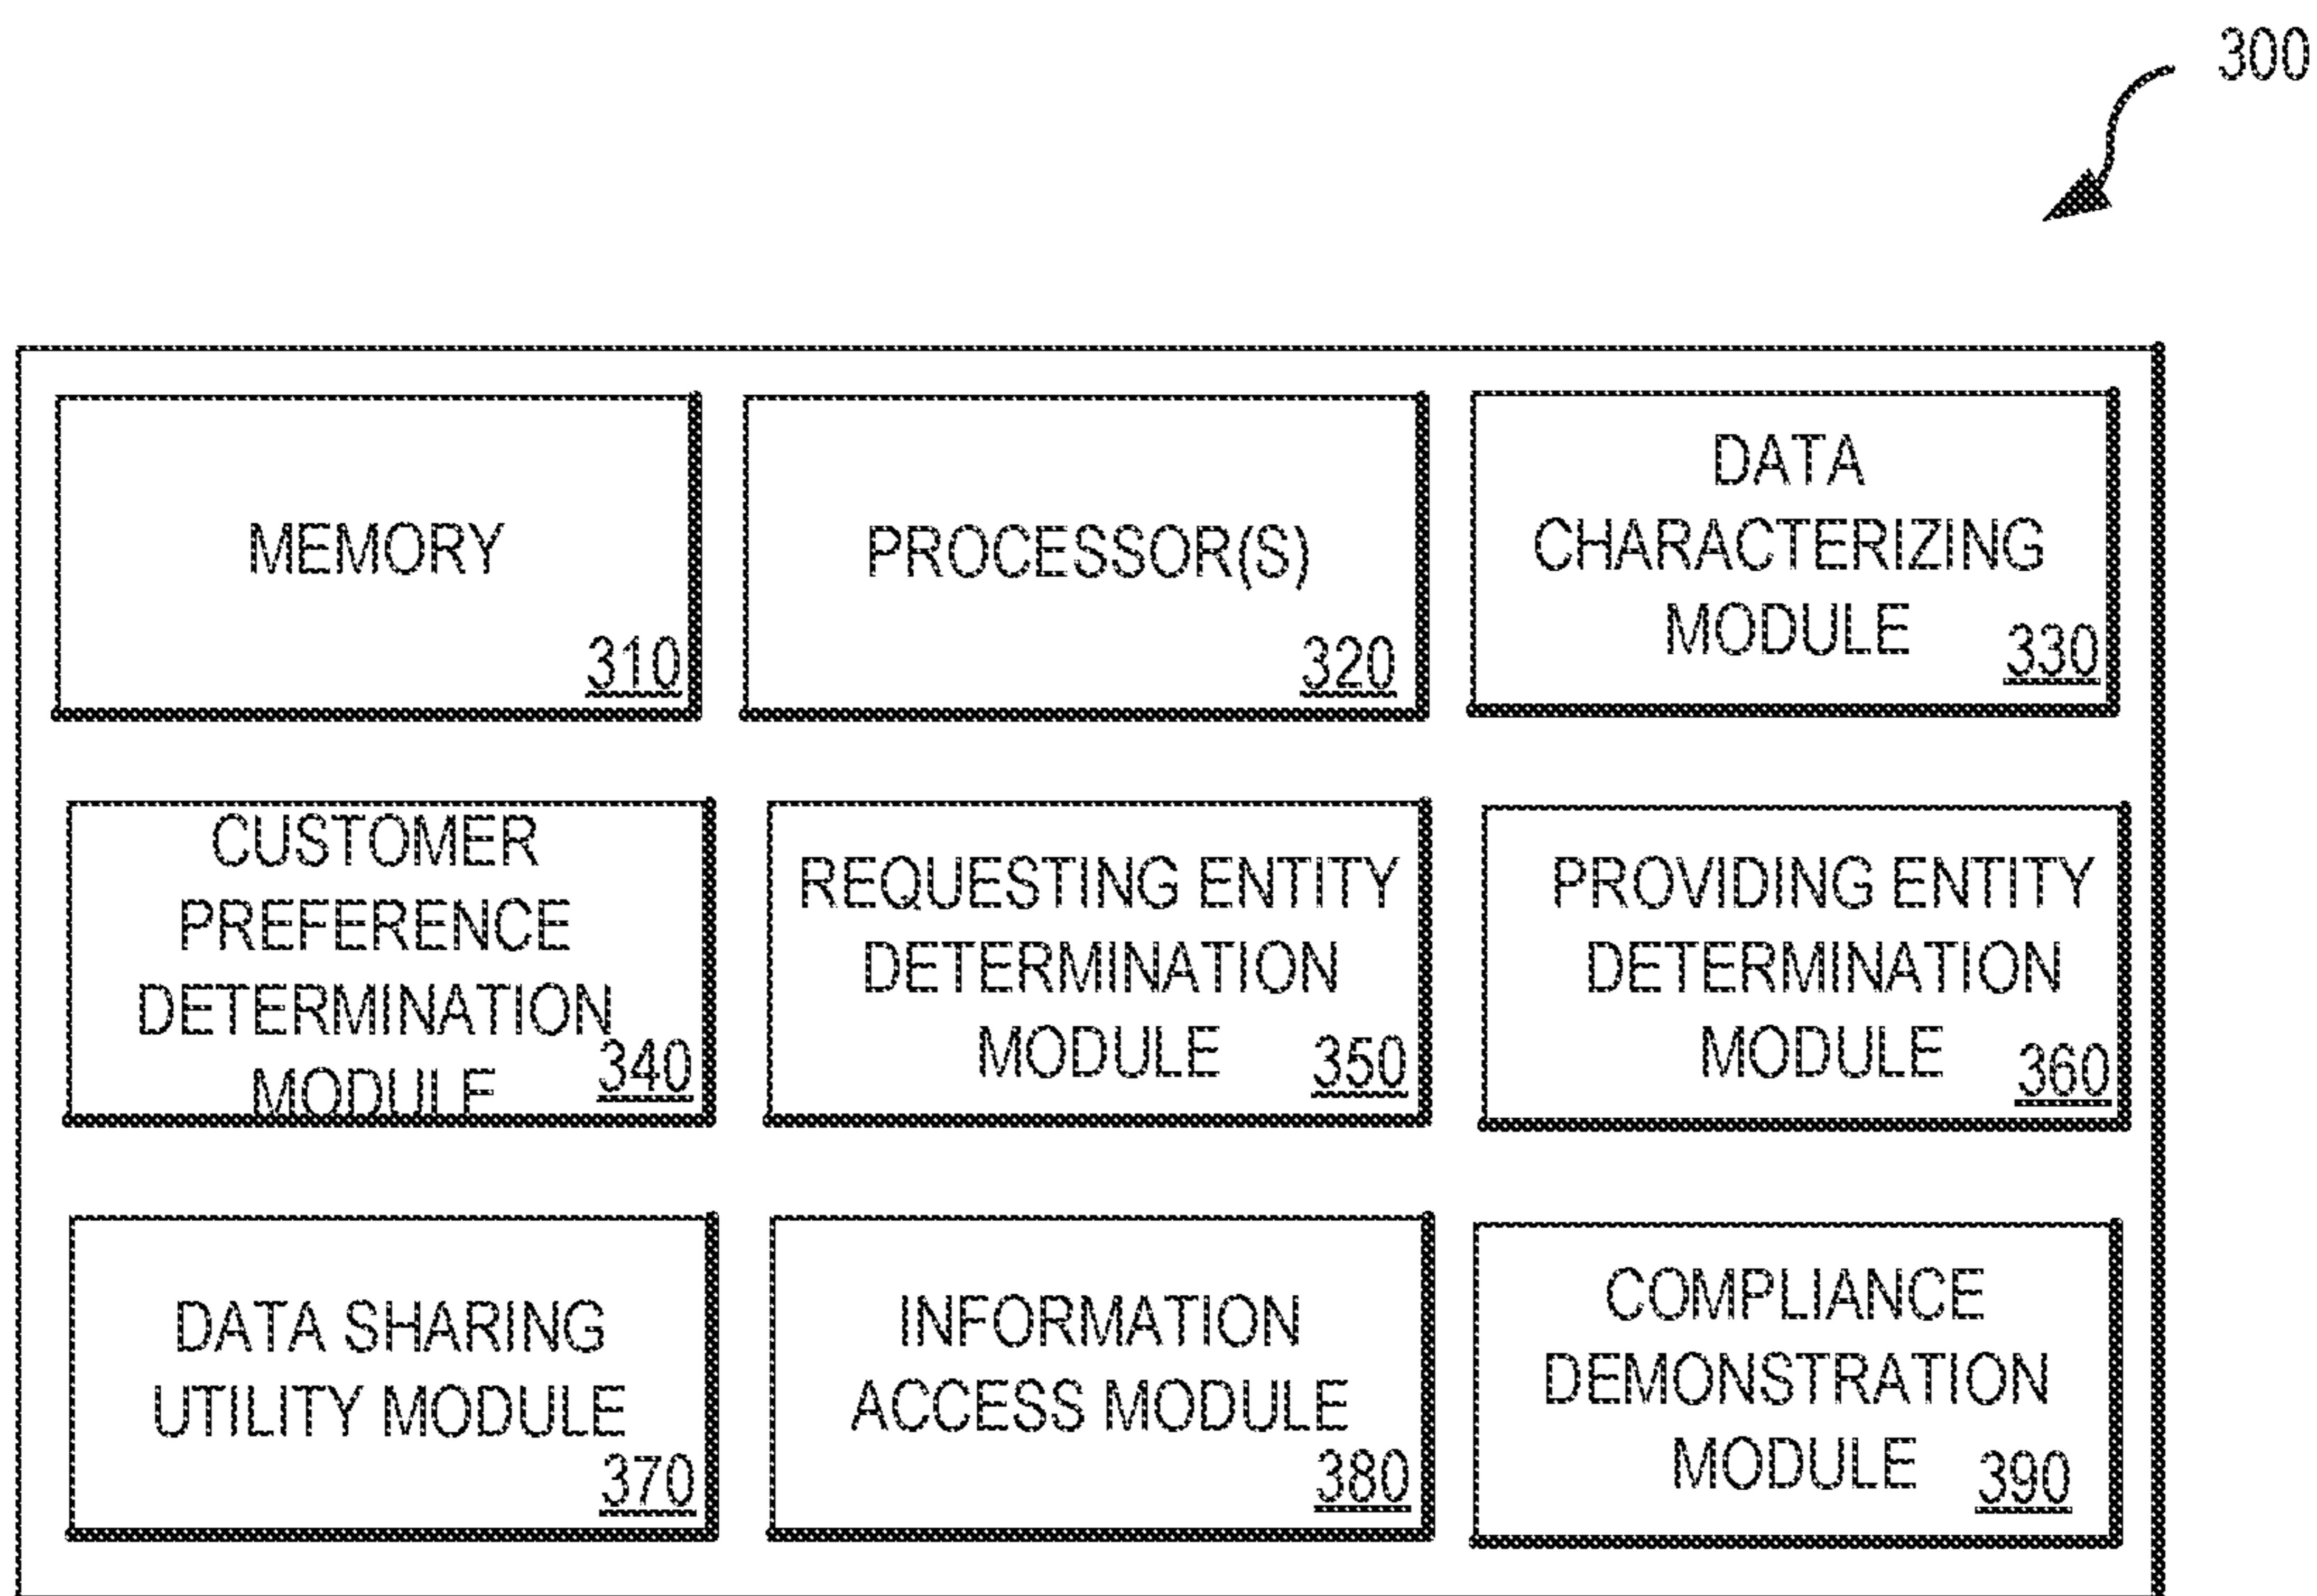 300
MEMORY
310
PROCESSOR(S)
320
DATA
CHARACTERIZING
MODULE
330
CUSTOMER
PREFERENCE
DETERMINATION
MODULE
340
REQUESTING ENTITY
DETERMINATION
MODULE
350
PROVIDING ENTITY
DETERMINATION
MODULE
360
DATA SHARING
UTILITY MODULE
370
INFORMATION
ACCESS MODULE
380
COMPLIANCE
DEMONSTRATION
MODULE
390